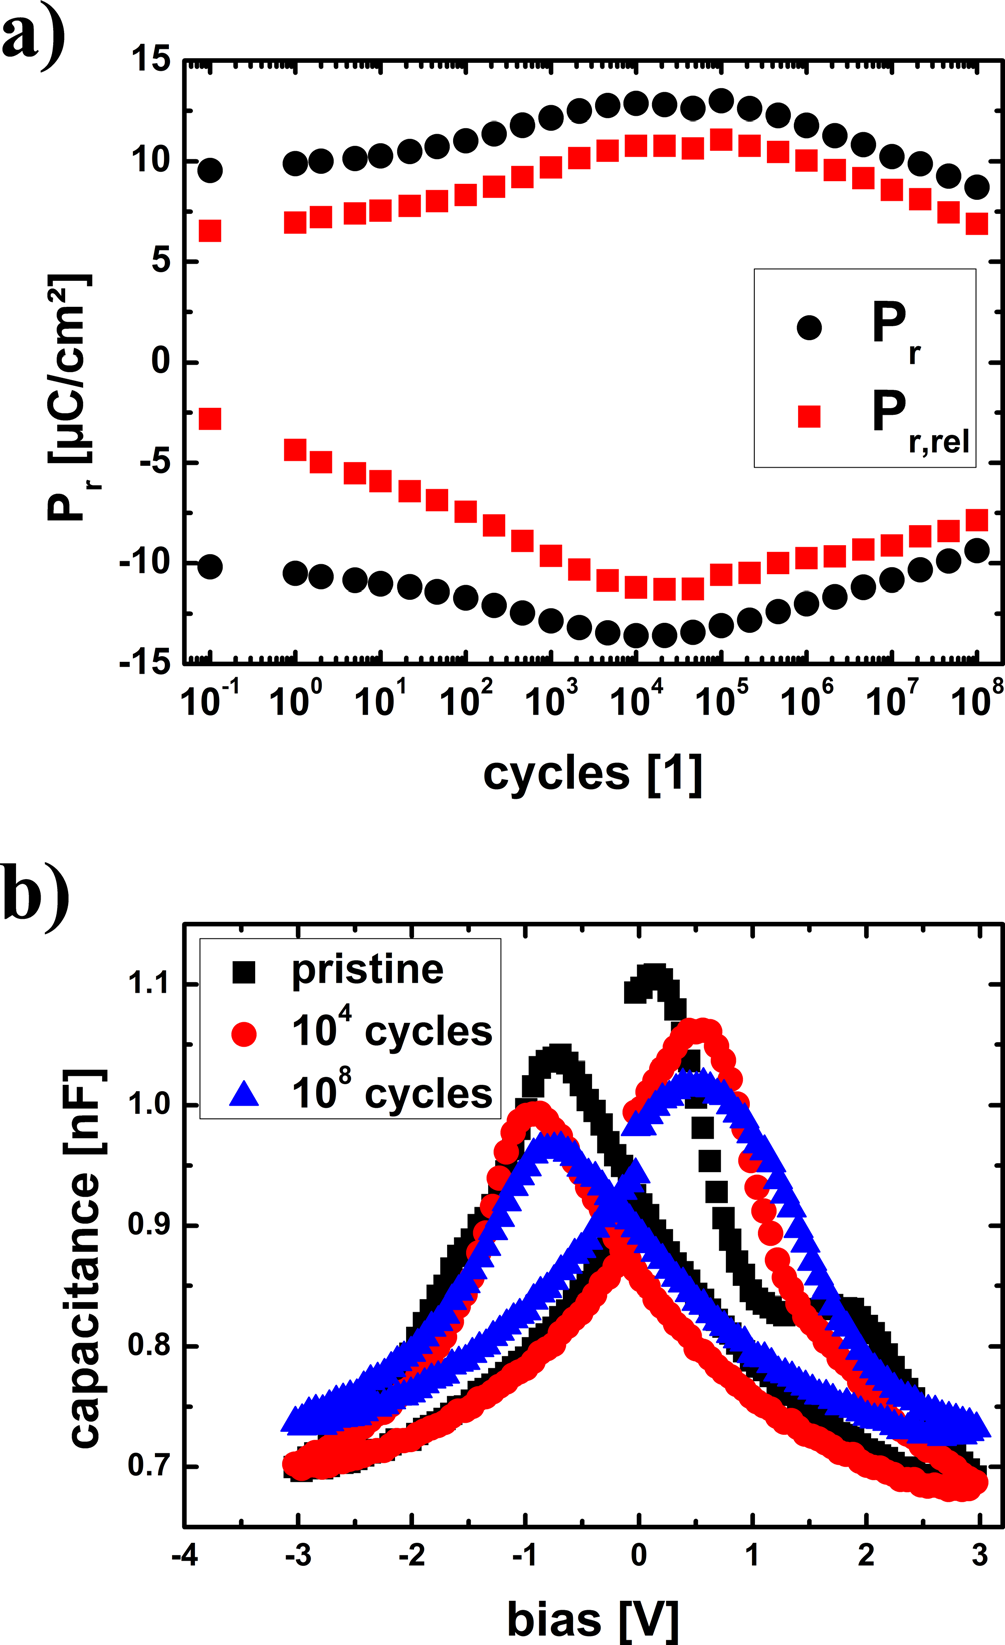 a)
15
10
5
0
-5
-10
-15
P_r [µC/cm²]
P_r
P_r,rel
10^-1 10^0 10^1 10^2 10^3 10^4 10^5 10^6 10^7 10^8
cycles [1]
b)
pristine
10^4 cycles
10^8 cycles
1.1
1.0
0.9
0.8
0.7
capacitance [nF]
-4 -3 -2 -1 0 1 2 3
bias [V]